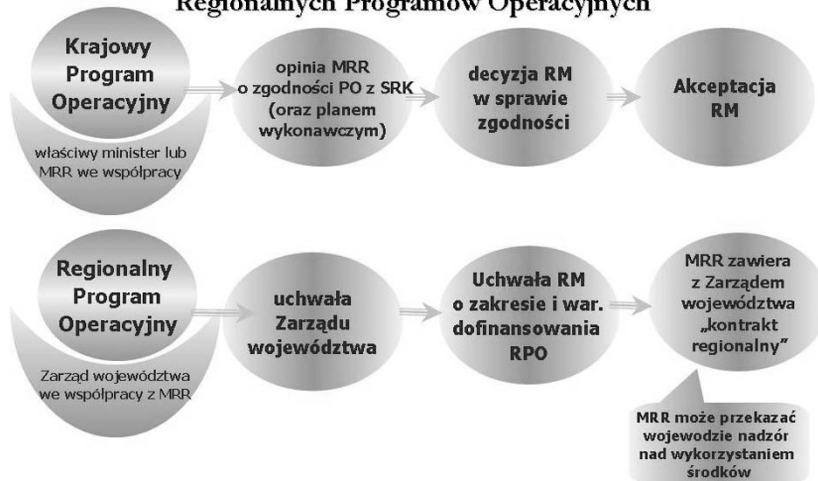 Regionalnych Programów Operacyjnych
Krajowy
Program
Operacyjny
właściwy minister lub
MRR we współpracy
opinia MRR
o zgodności PO z SRK
(oraz planem
wykonawczym)
decyzja RM
w sprawie
zgodności
Akceptacja
RM
Regionalny
Program
Operacyjny
Zarząd województwa
we współpracy z MRR
uchwała
Zarządu
województwa
Uchwała RM
o zakresie i war.
dofinansowania
RPO
MRR zawiera
z Zarządem
województwa
„kontrakt
regionalny”
MRR może przekazać
wojewodzie nadzór
nad wykorzystaniem
środków